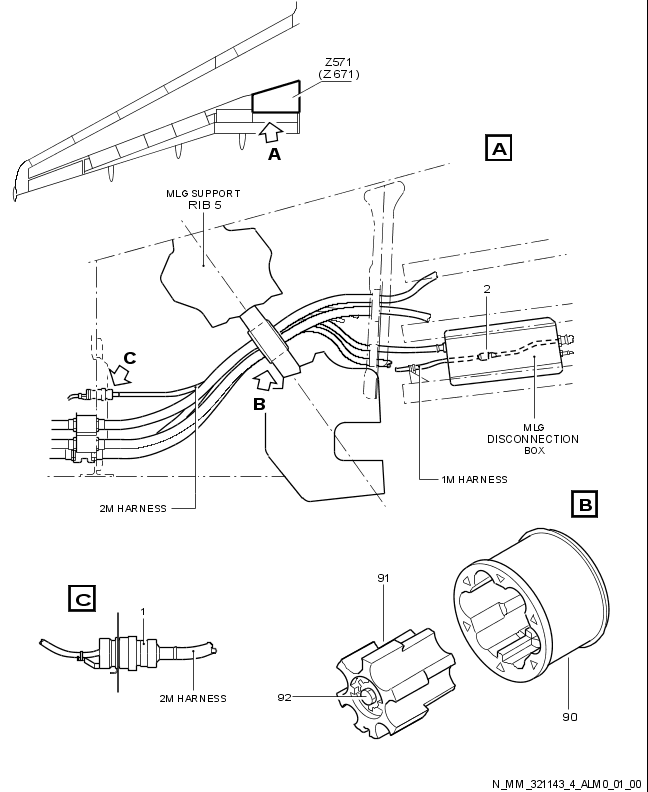 Z571
(Z671)
A
A
MLG SUPPORT
RIB 5
2
C
B
MLG
DISCONNECTION
BOX
1M HARNESS
2M HARNESS
B
91
C
1
92
2M HARNESS
90
N_MM_321143_4_ALM0_01_00